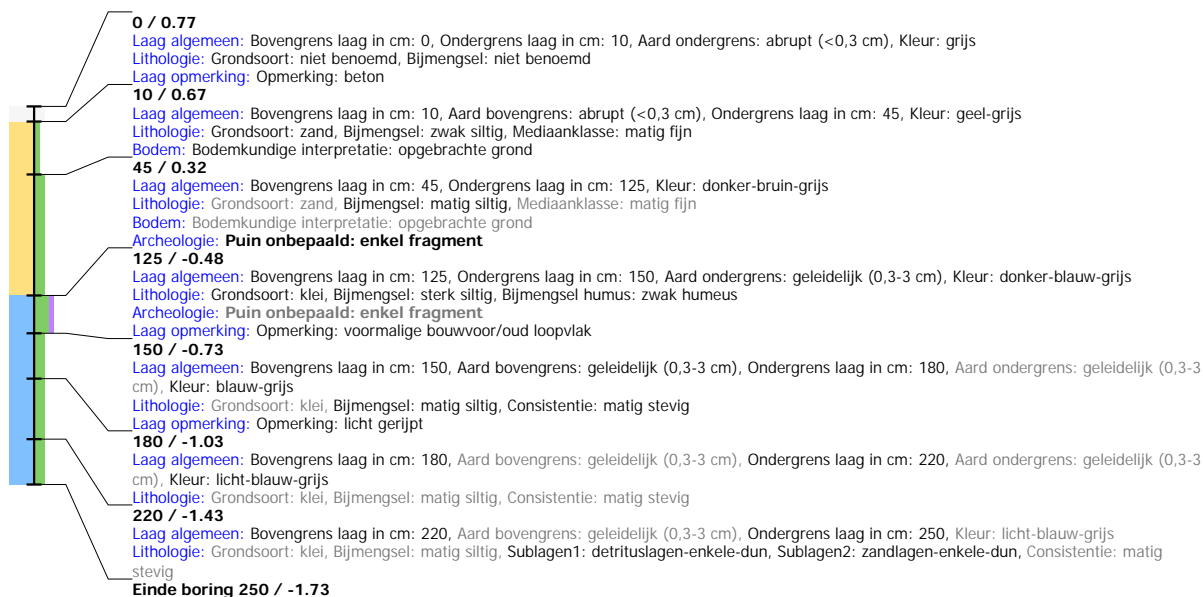 0 / 0.77
Laag algemeen: Bovengrens laag in cm: 0, Ondergrens laag in cm: 10, Aard ondergrens: abrupt (<0,3 cm), Kleur: grijs
Lithologie: Grondsoort: niet benoemd, Bijmengsel: niet benoemd
Laag opmerking: Opmerking: beton
10 / 0.67
Laag algemeen: Bovengrens laag in cm: 10, Aard bovengrens: abrupt (<0,3 cm), Ondergrens laag in cm: 45, Kleur: geel-grijs
Lithologie: Grondsoort: zand, Bijmengsel: zwak siltig, Mediaanklasse: matig fijn
Bodem: Bodemkundige interpretatie: opgebrachte grond
45 / 0.32
Laag algemeen: Bovengrens laag in cm: 45, Ondergrens laag in cm: 125, Kleur: donker-bruin-grijs
Lithologie: Grondsoort: zand, Bijmengsel: matig siltig, Mediaanklasse: matig fijn
Bodem: Bodemkundige interpretatie: opgebrachte grond
Archeologie: Puin onbepaald: enkel fragment
125 / -0.48
Laag algemeen: Bovengrens laag in cm: 125, Ondergrens laag in cm: 150, Aard ondergrens: geleidelijk (0,3-3 cm), Kleur: donker-blauw-grijs
Lithologie: Grondsoort: klei, Bijmengsel: sterk siltig, Bijmengsel humus: zwak humeus
Archeologie: Puin onbepaald: enkel fragment
Laag opmerking: Opmerking: voormalige bouwvoor/oud loopvlak
150 / -0.73
Laag algemeen: Bovengrens laag in cm: 150, Aard bovengrens: geleidelijk (0,3-3 cm), Ondergrens laag in cm: 180, Aard ondergrens: geleidelijk (0,3-3
cm), Kleur: blauw-grijs
Lithologie: Grondsoort: klei, Bijmengsel: matig siltig, Consistentie: matig stevig
Laag opmerking: Opmerking: licht gerijpt
180 / -1.03
Laag algemeen: Bovengrens laag in cm: 180, Aard bovengrens: geleidelijk (0,3-3 cm), Ondergrens laag in cm: 220, Aard ondergrens: geleidelijk (0,3-3
cm), Kleur: licht-blauw-grijs
Lithologie: Grondsoort: klei, Bijmengsel: matig siltig, Consistentie: matig stevig
220 / -1.43
Laag algemeen: Bovengrens laag in cm: 220, Aard bovengrens: geleidelijk (0,3-3 cm), Ondergrens laag in cm: 250, Kleur: licht-blauw-grijs
Lithologie: Grondsoort: klei, Bijmengsel: matig siltig, Sublagen1: detrituslagen-enkele-dun, Sublagen2: zandlagen-enkele-dun, Consistentie: matig
stevig
Einde boring 250 / -1.73